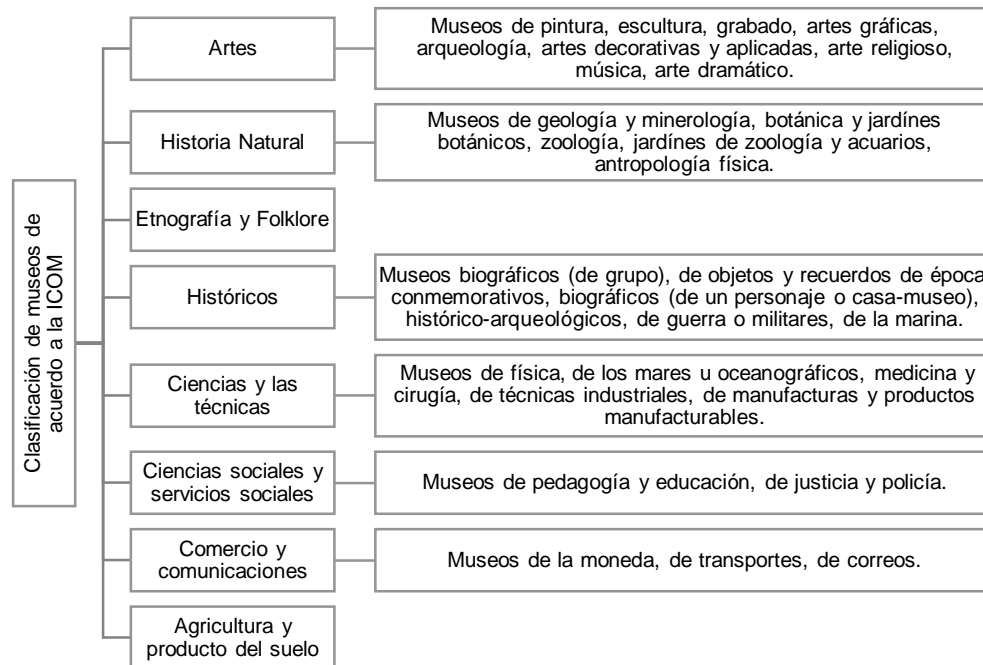 Clasificación de museos de
acuerdo a la ICOM
Artes
Museos de pintura, escultura, grabado, artes gráficas,
arqueología, artes decorativas y aplicadas, arte religioso,
música, arte dramático.
Historia Natural
Museos de geología y minerología, botánica y jardínes
botánicos, zoología, jardínes de zoología y acuarios,
antropología física.
Etnografía y Folklore
Históricos
Museos biográficos (de grupo), de objetos y recuerdos de época
conmemorativos, biográficos (de un personaje o casa-museo),
histórico-arqueológicos, de guerra o militares, de la marina.
Ciencias y las
técnicas
Museos de física, de los mares u oceanográficos, medicina y
cirugía, de técnicas industriales, de manufacturas y productos
manufacturables.
Ciencias sociales y
servicios sociales
Museos de pedagogía y educación, de justicia y policía.
Comercio y
comunicaciones
Museos de la moneda, de transportes, de correos.
Agricultura y
producto del suelo